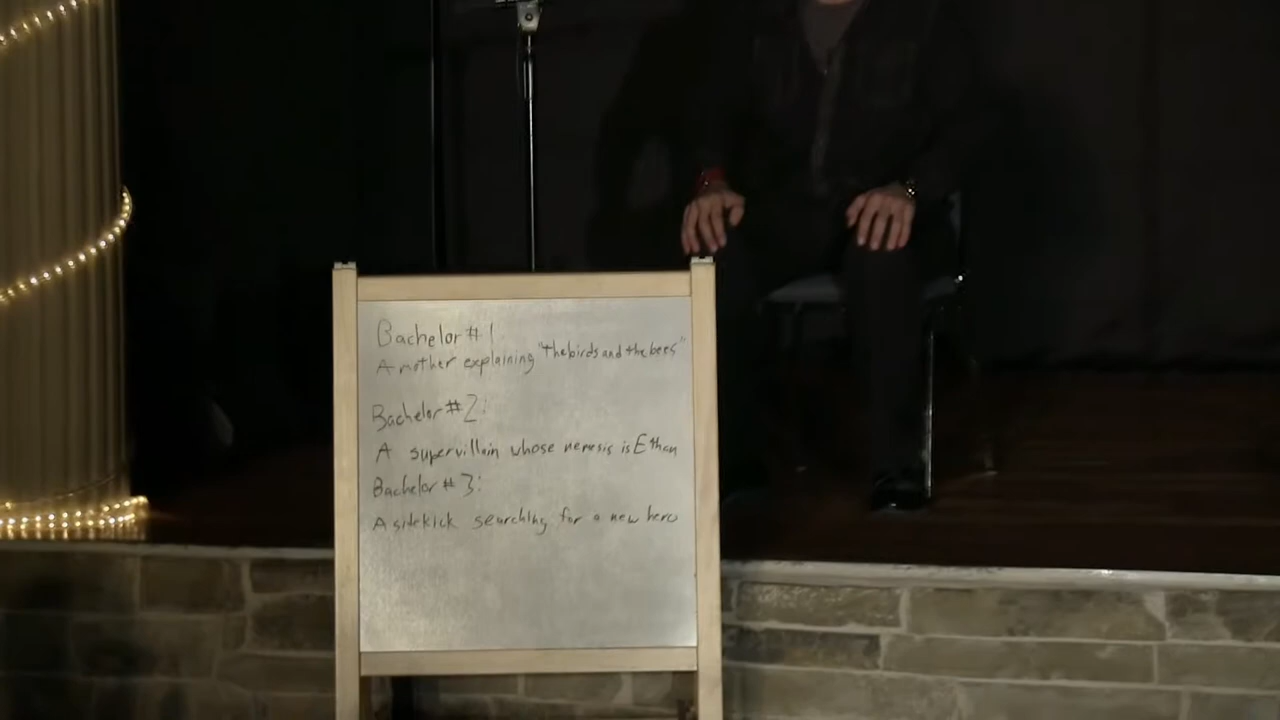 Bachelor #1
A mother explaining "the birds and the bees"
Bachelor #2:
A supervillain whose nemesis is Ethan
Bachelor #3:
A sidekick searching for a new hero